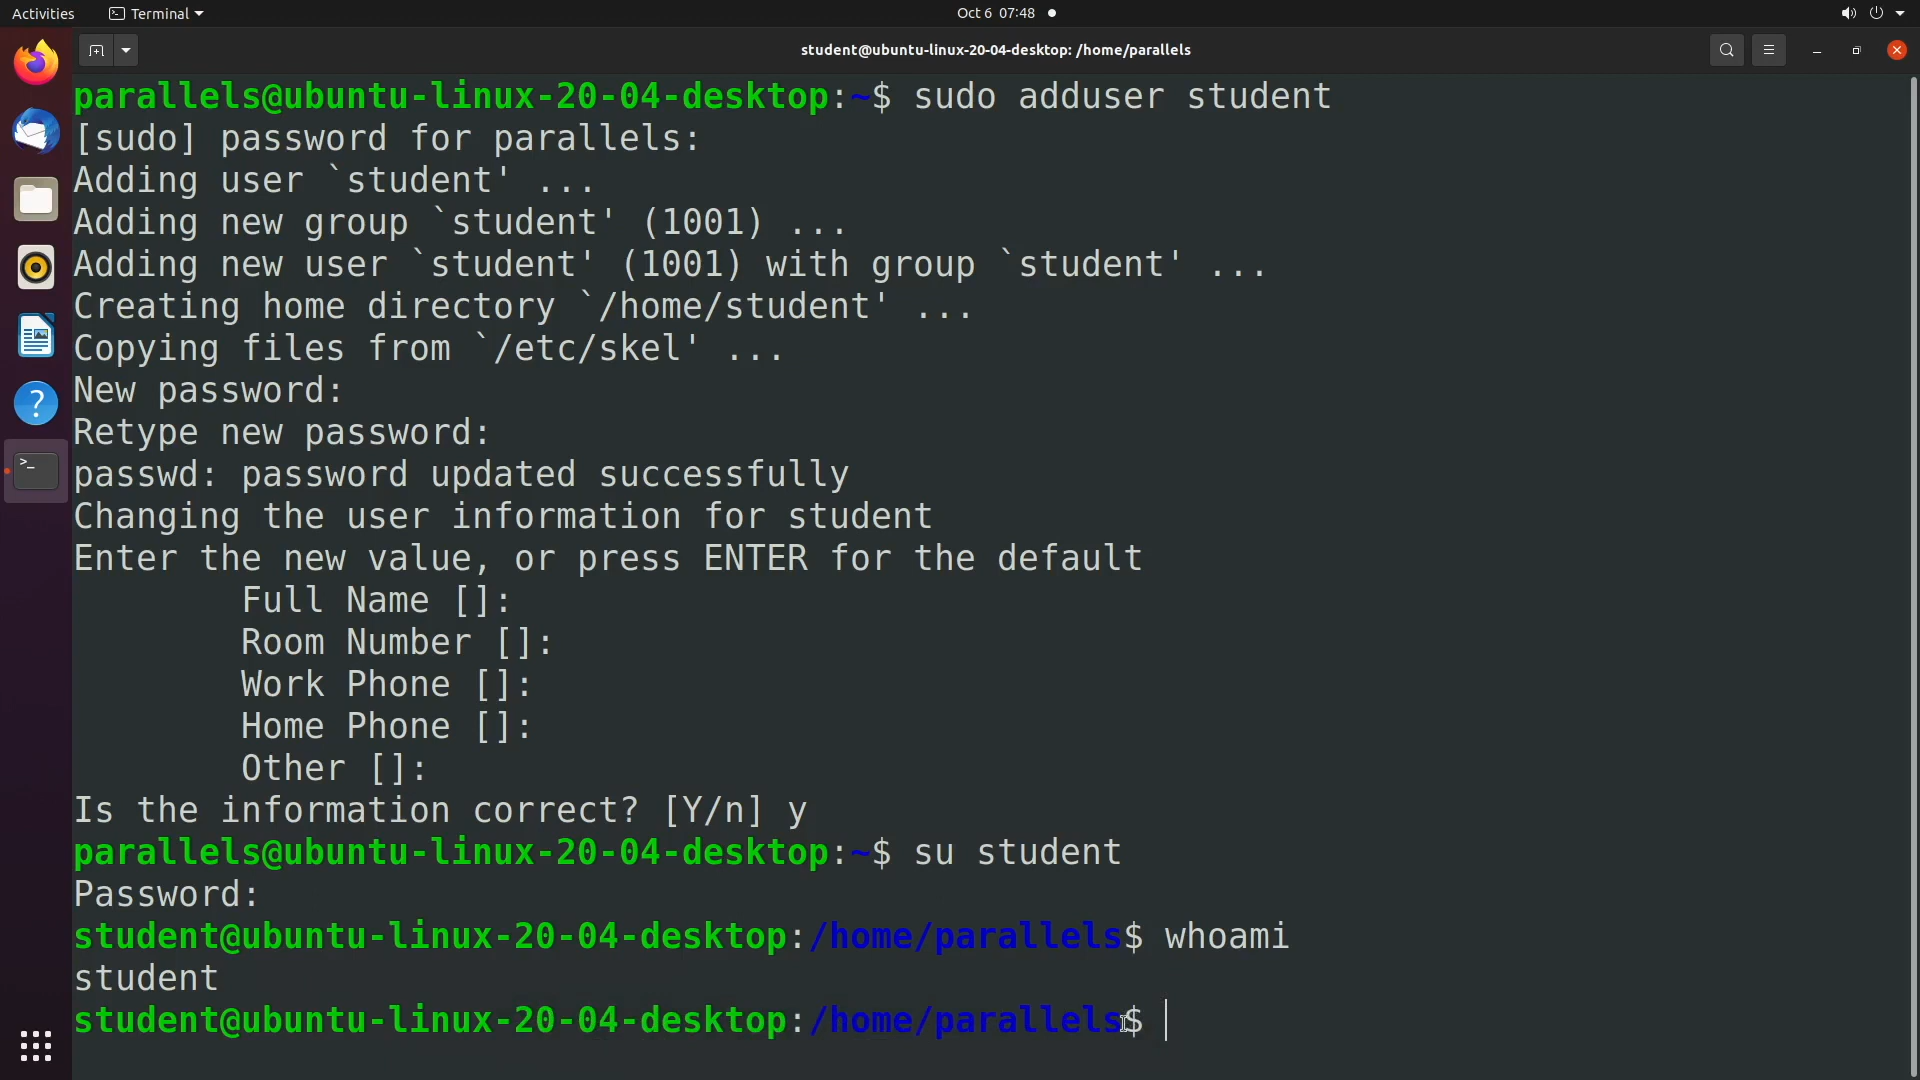 Activities
Terminal
Oct 6 07:48
student@ubuntu-linux-20-04-desktop: /home/parallels
parallels@ubuntu-linux-20-04-desktop:~$ sudo adduser student
[sudo] password for parallels:
Adding user `student' ...
Adding new group `student' (1001) ...
Adding new user `student' (1001) with group `student' ...
Creating home directory `/home/student' ...
Copying files from `/etc/skel' ...
New password:
Retype new password:
passwd: password updated successfully
Changing the user information for student
Enter the new value, or press ENTER for the default
Full Name []:
Room Number []:
Work Phone []:
Home Phone []:
Other []:
Is the information correct? [Y/n] y
parallels@ubuntu-linux-20-04-desktop:~$ su student
Password:
student@ubuntu-linux-20-04-desktop:/home/parallels$ whoami
student
student@ubuntu-linux-20-04-desktop:/home/parallels$